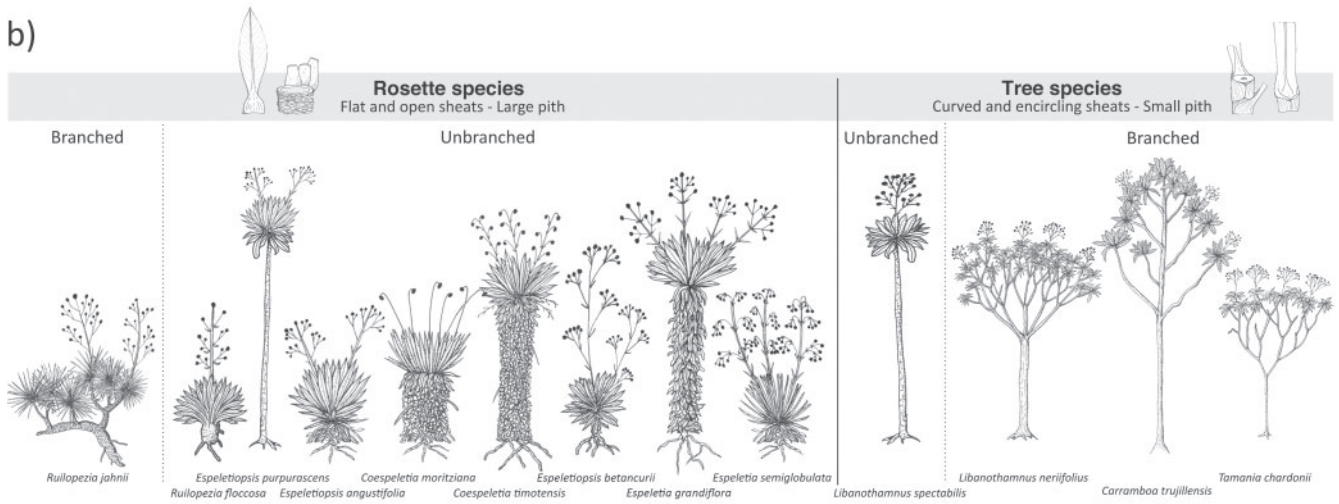 b)
Rosette species
Flat and open sheats - Large pith
Tree species
Curved and encircling sheats - Small pith
Branched
Unbranched
Unbranched
Branched
Ruilopezia jahnii
Espeletiopsis purpurascens
Coespeletia moritziana
Espeletiopsis betancurii
Espeletia semiglobulata
Libanothamnus neriifolius
Tamania chardonii
Ruilopezia floccosa
Espeletiopsis angustifolia
Coespeletia timotensis
Espeletia grandiflora
Libanothamnus spectabilis
Carramboa trujillensis